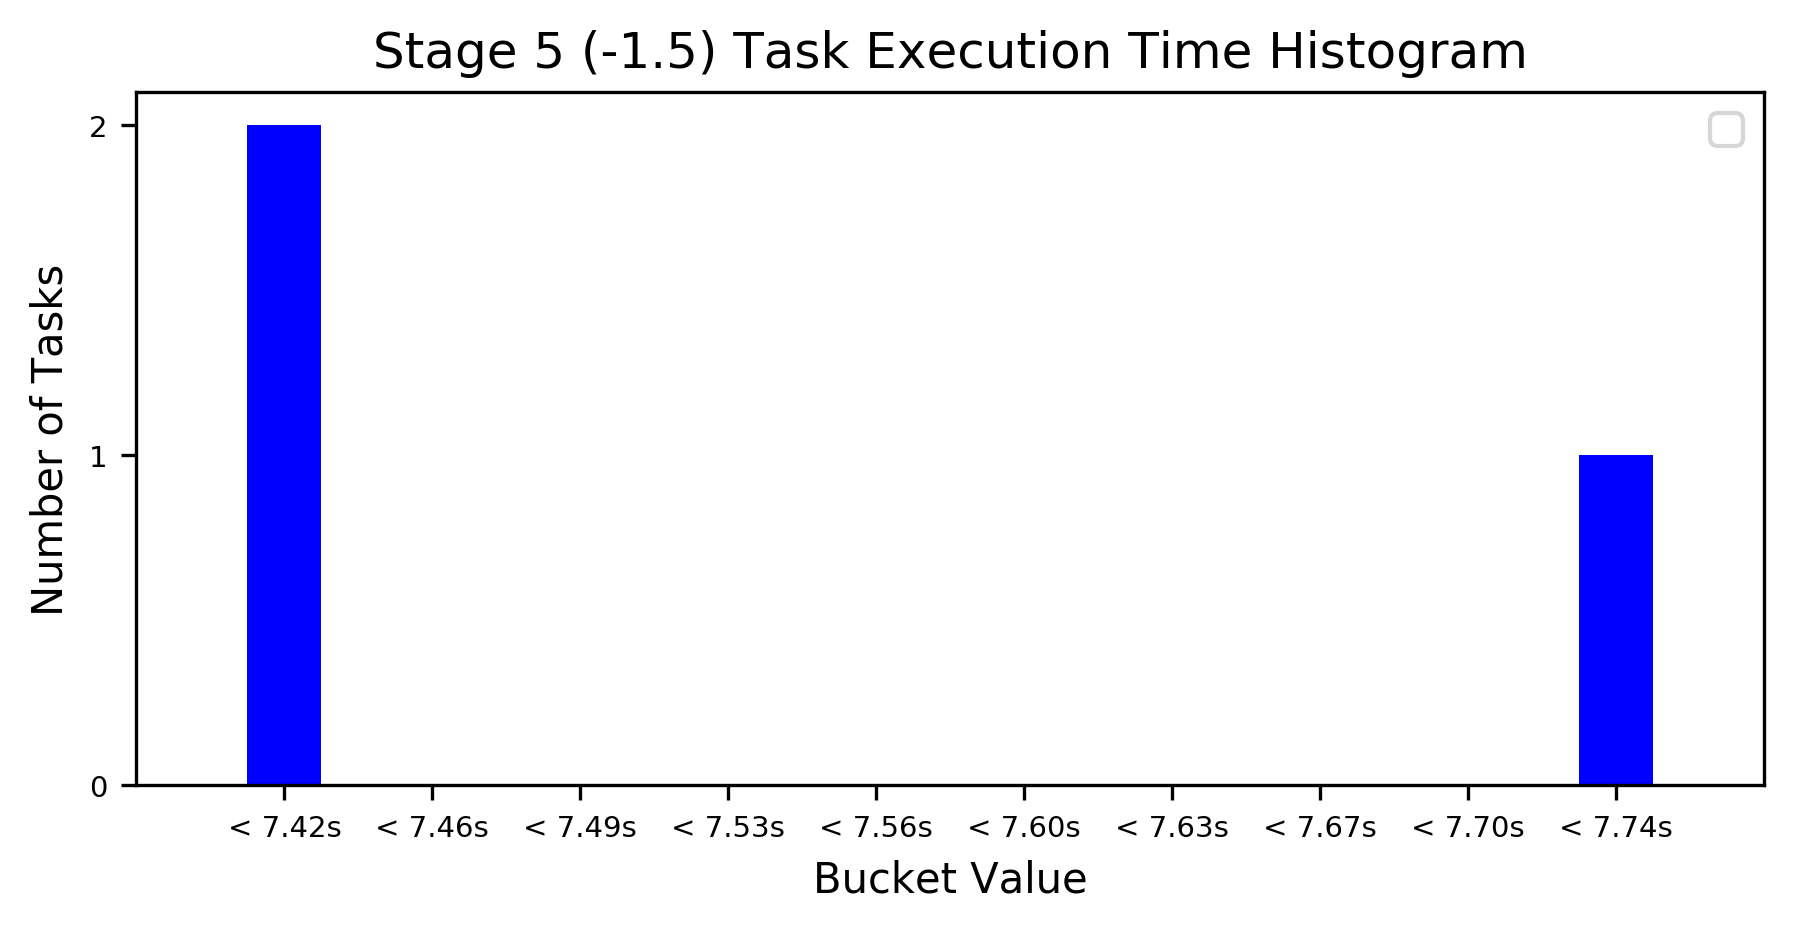 Stage 5 (-1.5) Task Execution Time Histogram
Number of Tasks
2
1
0
< 7.42s < 7.46s < 7.49s < 7.53s < 7.56s < 7.60s < 7.63s < 7.67s < 7.70s < 7.74s
Bucket Value